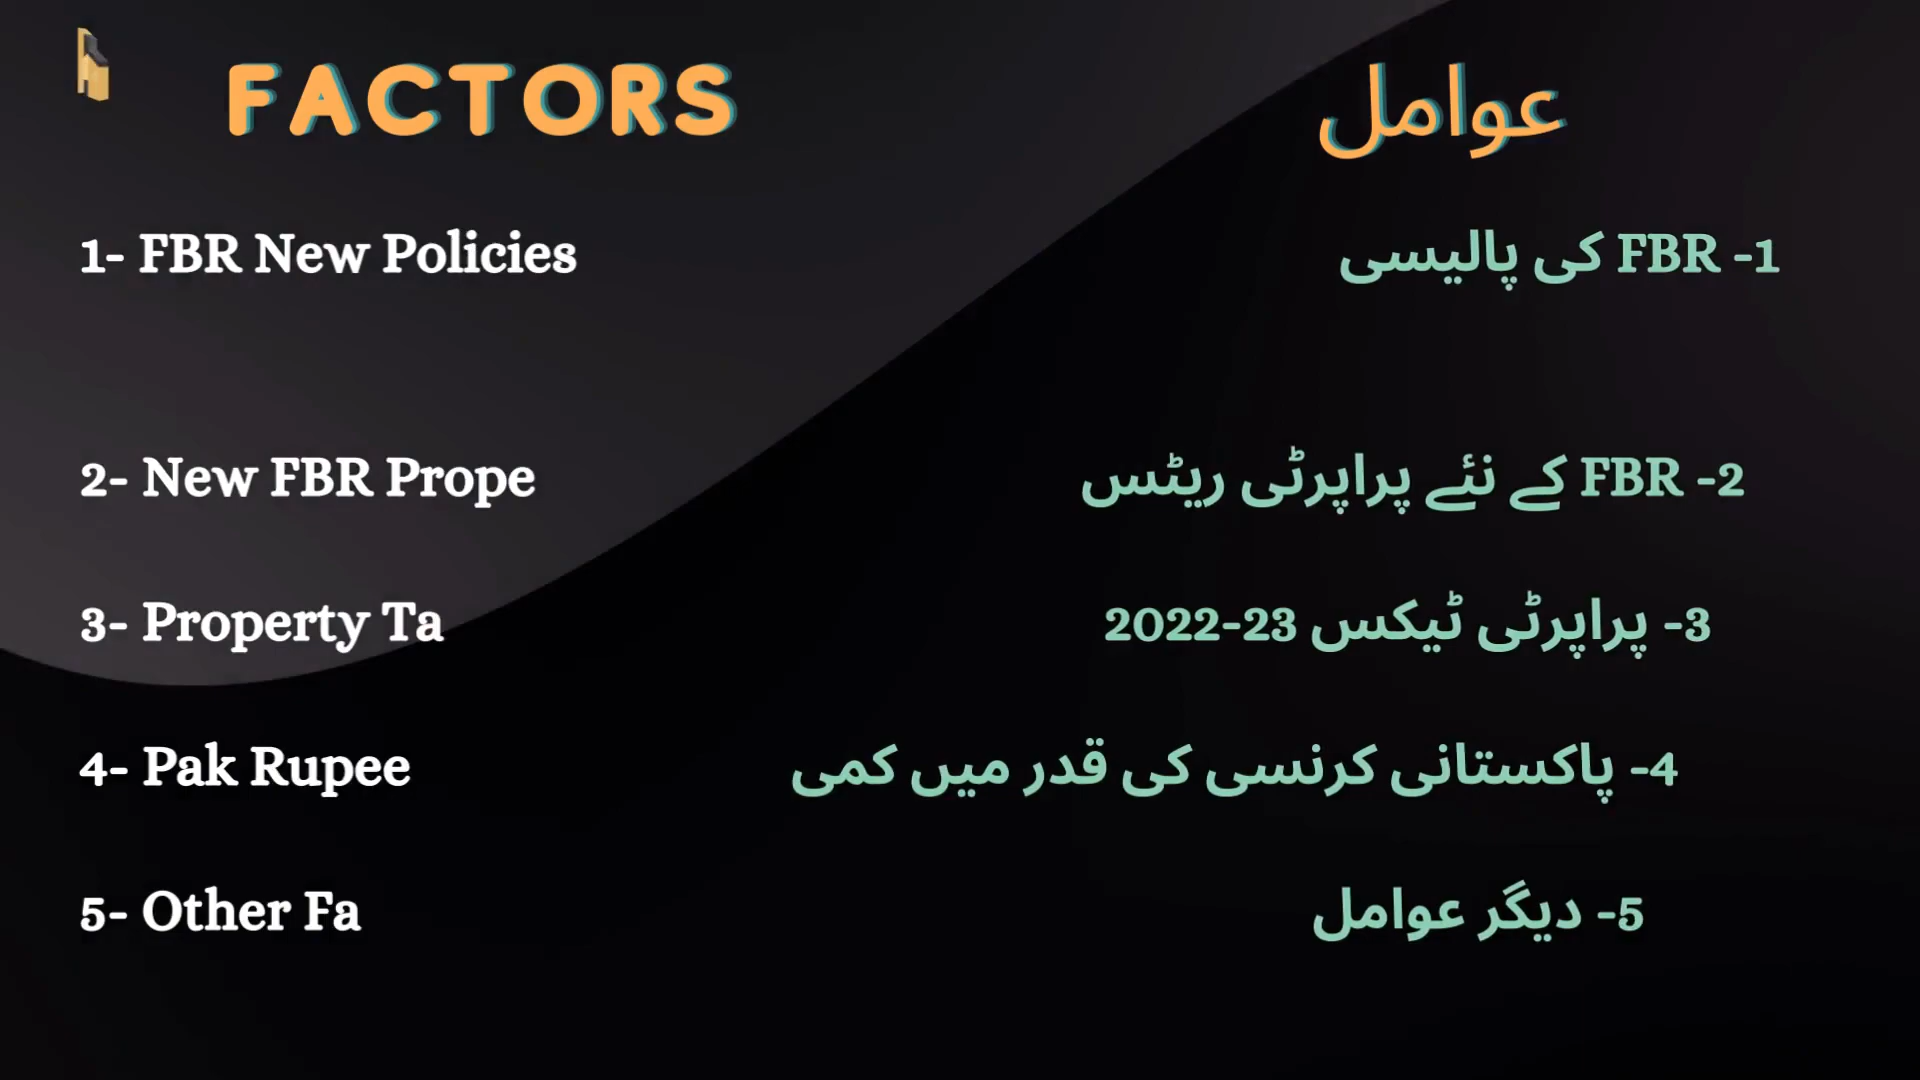 FACTORS
عوامل
1- FBR New Policies
1- FBR کی پالیسی
2- New FBR Prope
2- FBR کے نئے پراپرٹی ریٹس
3- Property Ta
3- پراپرٹی ٹیکس 2022-23
4- Pak Rupee
4- پاکستانی کرنسی کی قدر میں کمی
5- Other Fa
5- دیگر عوامل